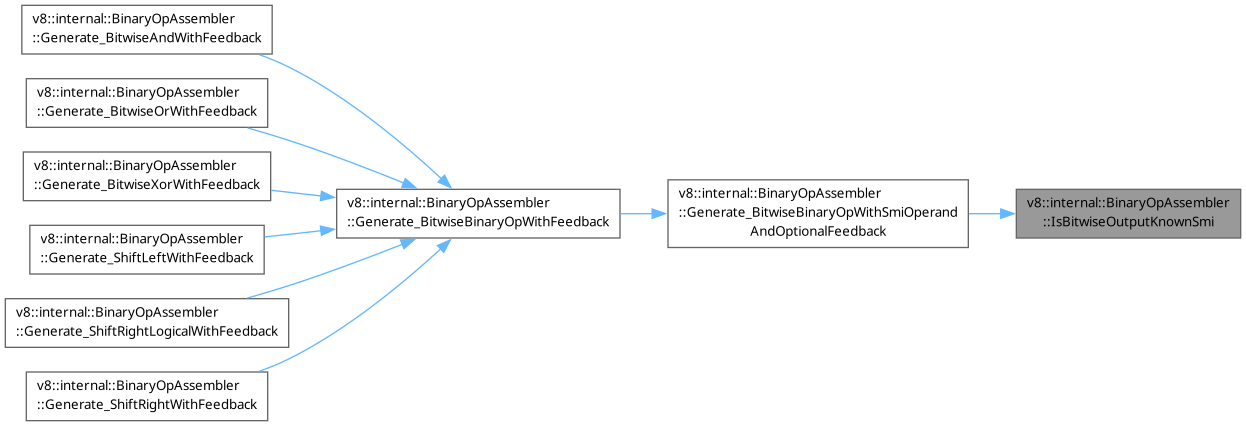 v8::internal::BinaryOpAssembler
::Generate_BitwiseAndWithFeedback
v8::internal::BinaryOpAssembler
::Generate_BitwiseOrWithFeedback
v8::internal::BinaryOpAssembler
::Generate_BitwiseXorWithFeedback
v8::internal::BinaryOpAssembler
::Generate_ShiftLeftWithFeedback
v8::internal::BinaryOpAssembler
::Generate_ShiftRightLogicalWithFeedback
v8::internal::BinaryOpAssembler
::Generate_ShiftRightWithFeedback
v8::internal::BinaryOpAssembler
::Generate_BitwiseBinaryOpWithFeedback
v8::internal::BinaryOpAssembler
::Generate_BitwiseBinaryOpWithSmiOperand
AndOptionalFeedback
v8::internal::BinaryOpAssembler
::IsBitwiseOutputKnownSmi